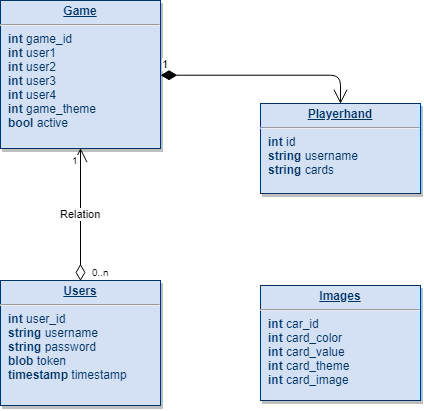 Game
int game_id
int user1
int user2
int user3
int user4
int game_theme
bool active
1
Playerhand
int id
string username
string cards
1
Relation
0..n
Users
int user_id
string username
string password
blob token
timestamp timestamp
Images
int car_id
int card_color
int card_value
int card_theme
int card_image